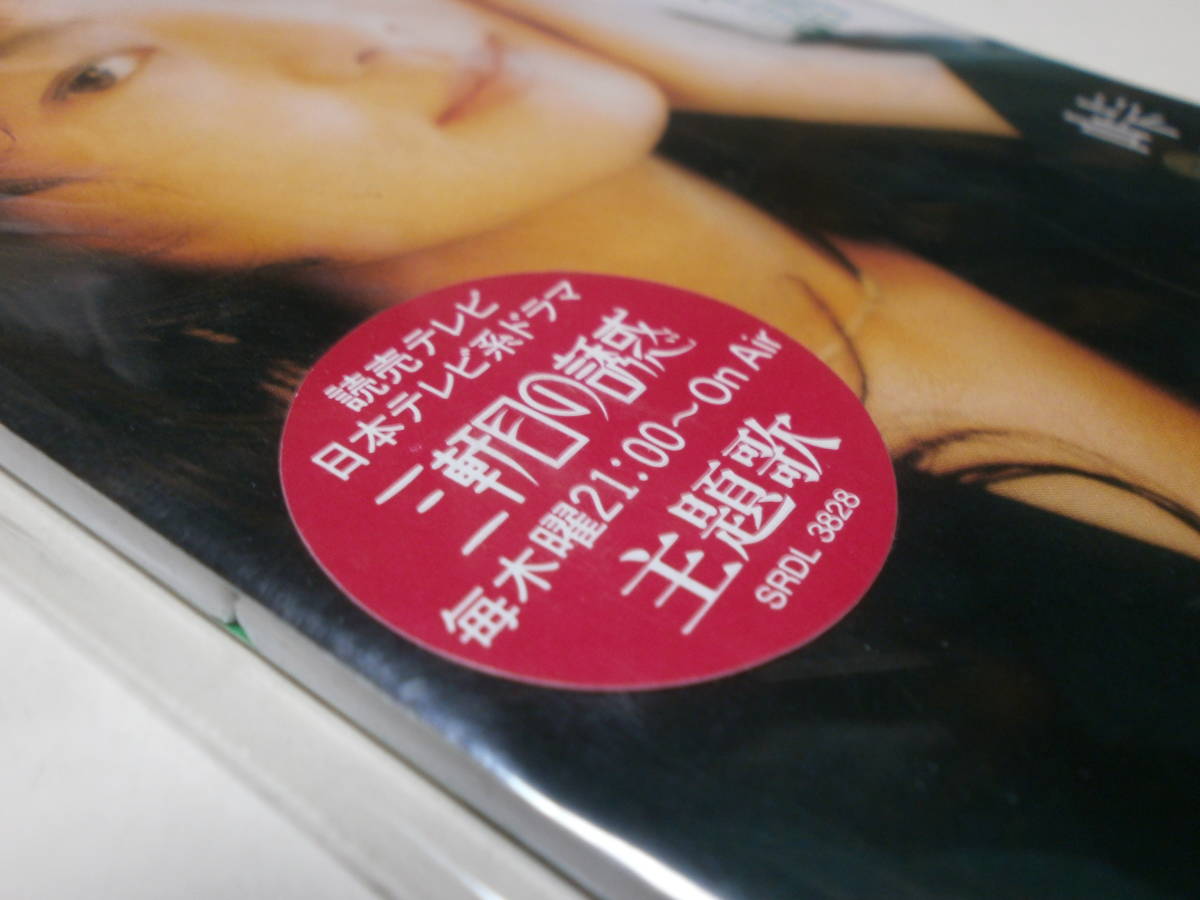 読売テレビ
日本テレビ系ドラマ
三軒目の誘惑
毎木曜21:00〜On Air
主題歌
SRDL 3828